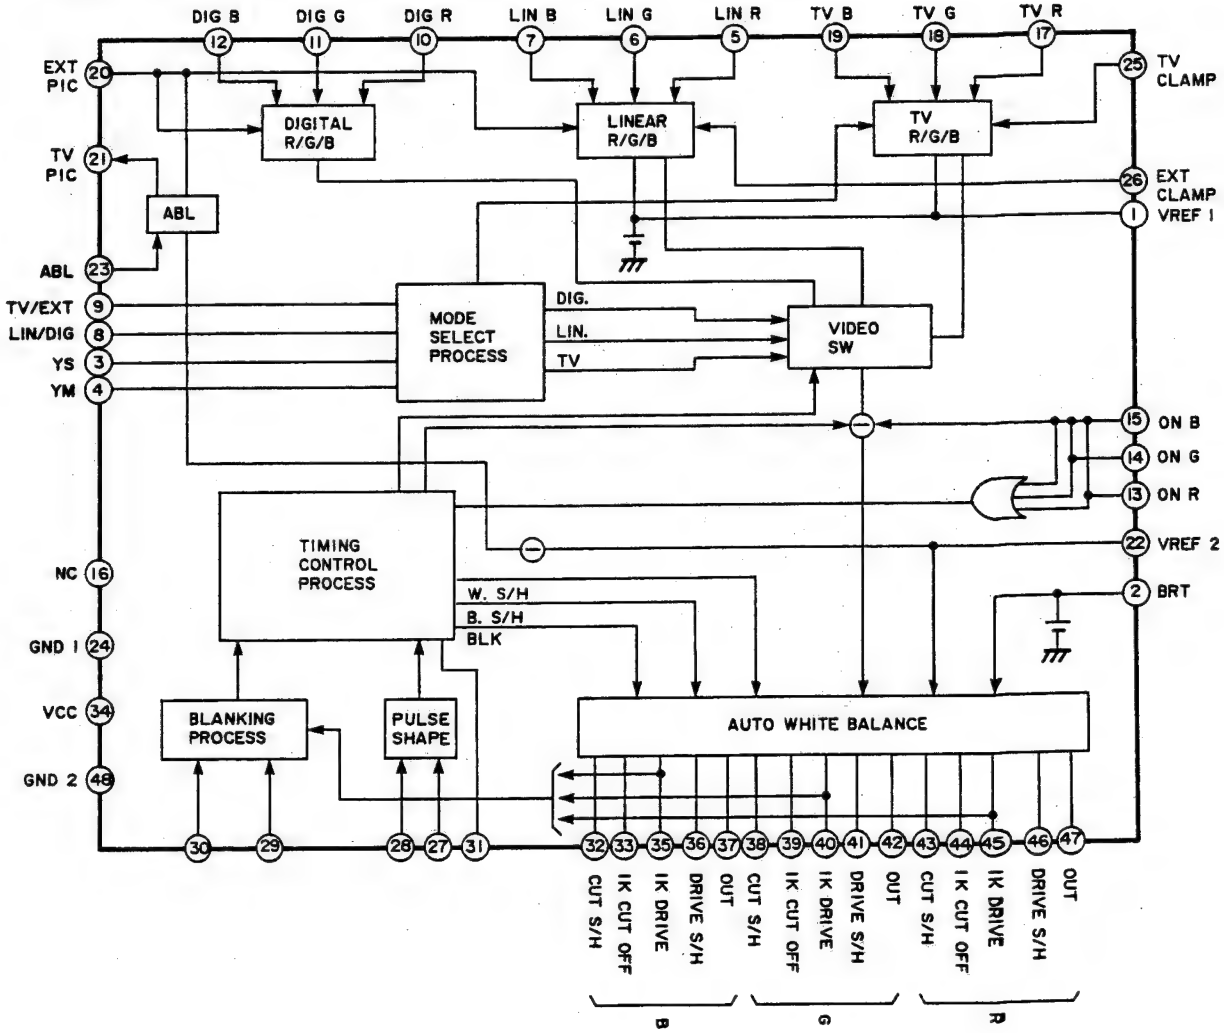 DIG B
DIG G
DIG R
LIN B
LIN G
LIN R
TV B
TV G
TV R
12
11
10
7
6
5
19
18
17
EXT
PIC
20
25
TV
CLAMP
DIGITAL
R/G/B
LINEAR
R/G/B
TV
R/G/B
TV
PIC
21
26
EXT
CLAMP
ABL
1
VREF 1
ABL
23
TV/EXT
9
LIN/DIG
8
YS
3
YM
4
MODE
SELECT
PROCESS
DIG.
LIN.
TV
VIDEO
SW
15
ON B
14
ON G
13
ON R
22
VREF 2
2
BRT
TIMING
CONTROL
PROCESS
W. S/H
B. S/H
BLK
NC
16
GND 1
24
VCC
34
GND 2
48
BLANKING
PROCESS
PULSE
SHAPE
AUTO WHITE BALANCE
30
29
28
27
31
32
33
35
36
37
38
39
40
41
42
43
44
45
46
47
CUT S/H
IK CUT OFF
IK DRIVE
DRIVE S/H
OUT
CUT S/H
IK CUT OFF
IK DRIVE
DRIVE S/H
OUT
CUT S/H
IK CUT OFF
IK DRIVE
DRIVE S/H
OUT
B
G
R